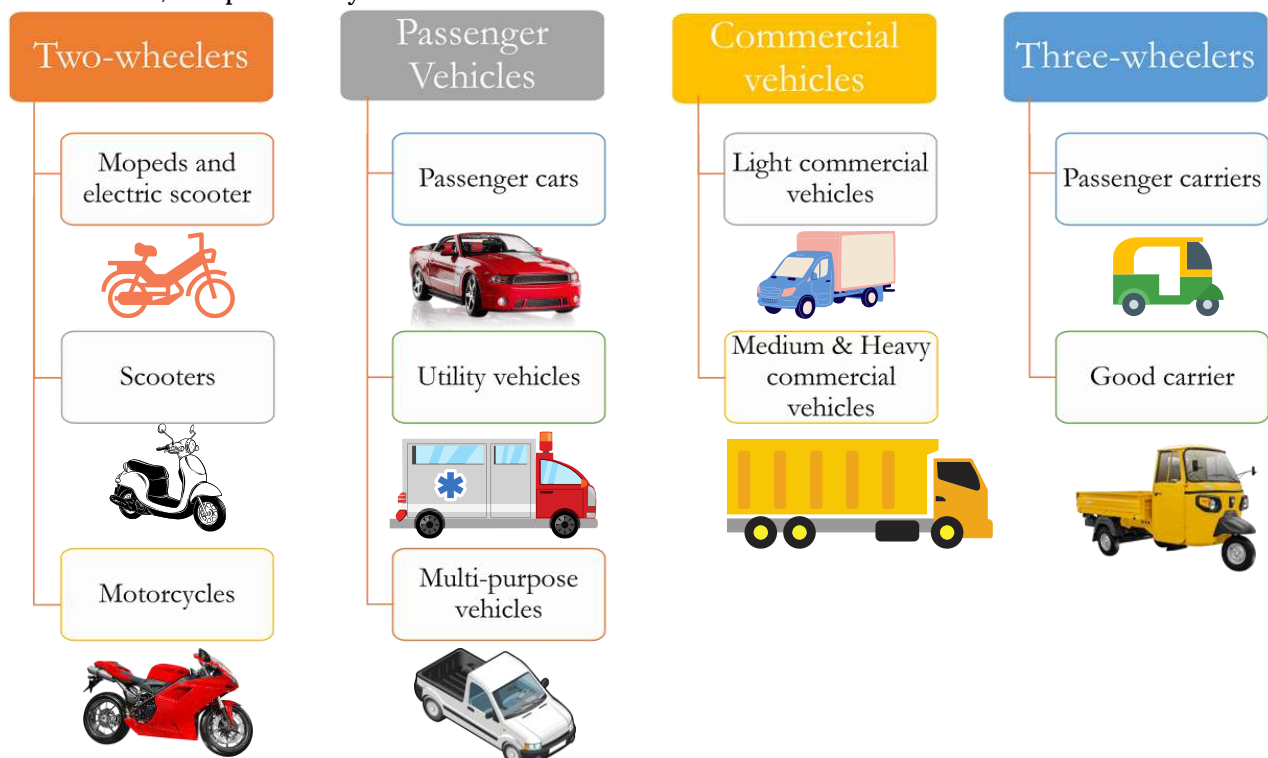 Two-wheelers
Mopeds and
electric scooter
Scooters
Motorcycles
Passenger
Vehicles
Passenger cars
Utility vehicles
Multi-purpose
vehicles
Commercial
vehicles
Light commercial
vehicles
Medium & Heavy
commercial
vehicles
Three-wheelers
Passenger carriers
Good carrier